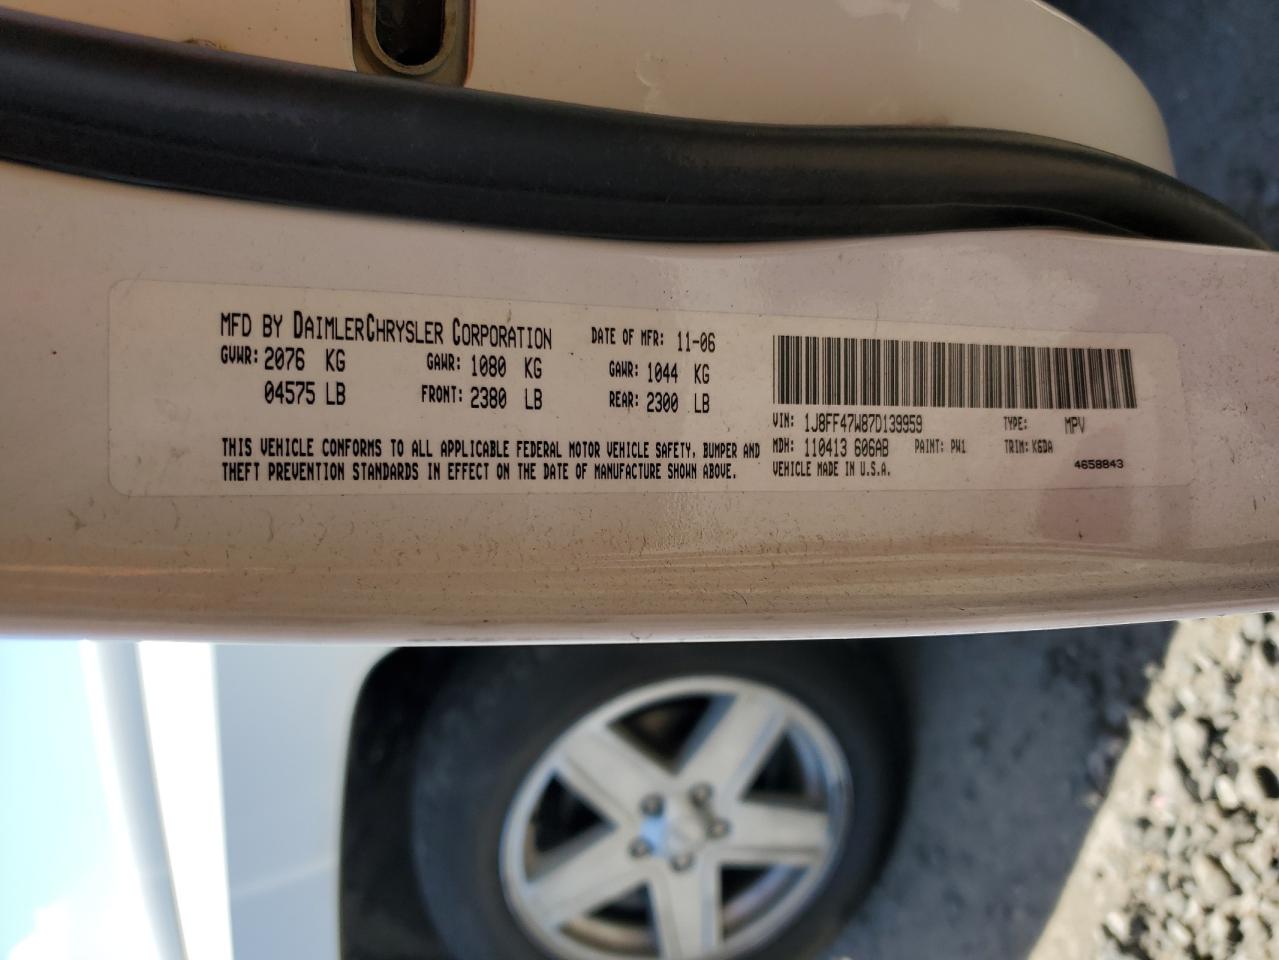 MFD BY DAIMLERCHRYSLER CORPORATION DATE OF MFR: 11-06
GVWR: 2076 KG GAWR: 1080 KG GAWR: 1044 KG
04575 LB FRONT: 2380 LB REAR: 2300 LB
THIS VEHICLE CONFORMS TO ALL APPLICABLE FEDERAL MOTOR VEHICLE SAFETY, BUMPER AND
THEFT PREVENTION STANDARDS IN EFFECT ON THE DATE OF MANUFACTURE SHOWN ABOVE.
VIN: 1J8FF47W87D139959 TYPE: MPV
MDH: 110413 606AB PAINT: PW1 TRIM: K6DA
VEHICLE MADE IN U.S.A. 4658843